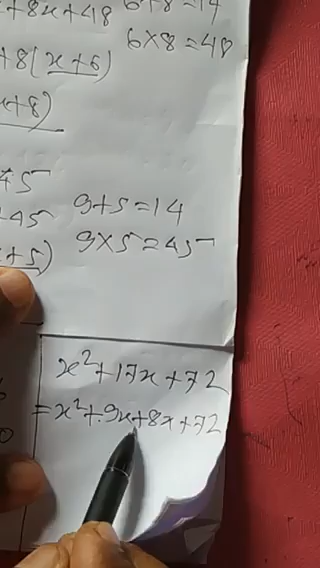 +8x+48 6+8=14
6×8=48
+8(x+6)
x+8)
45
+45 9+5=14
9×5=45
+5)
x²+17x+72
=x²+9x+8x+72